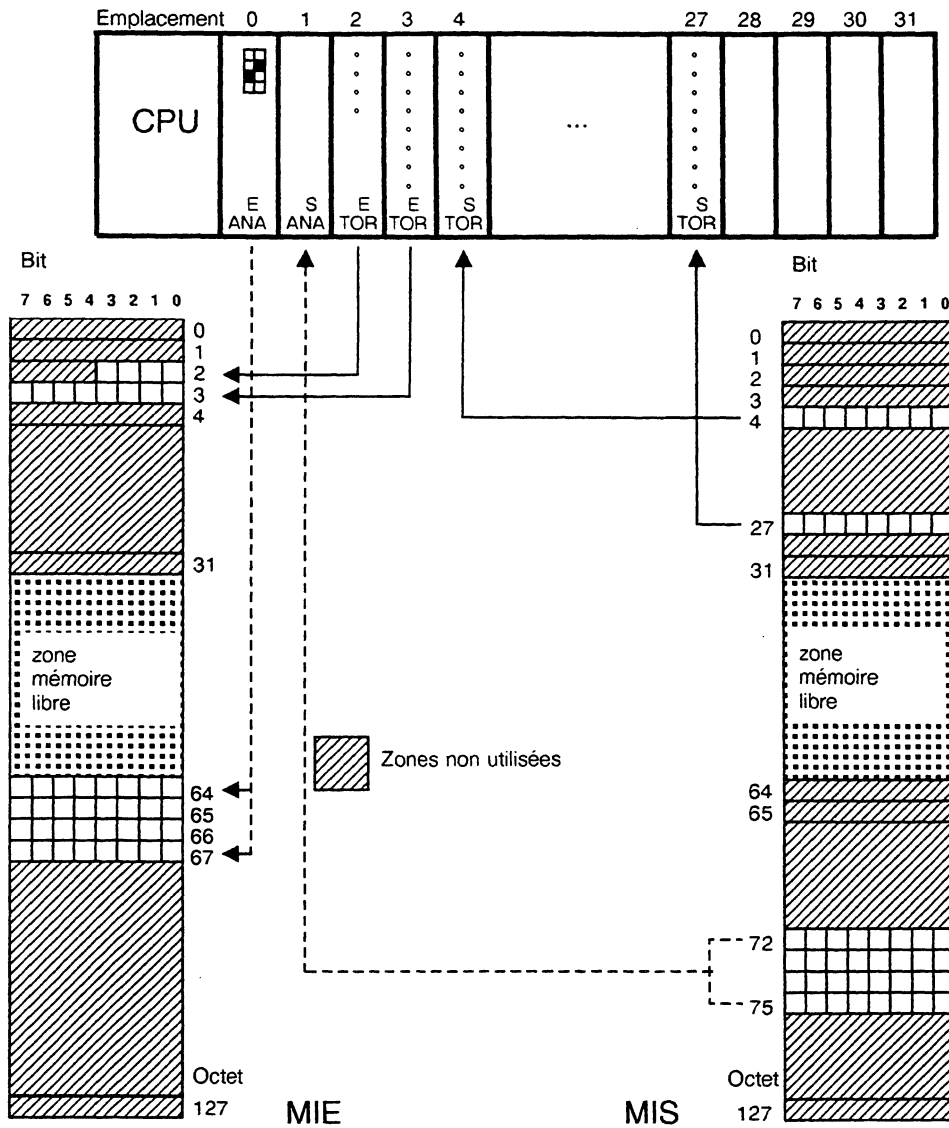 Emplacement 0 1 2 3 4 27 28 29 30 31
CPU
...
E ANA
S ANA
E TOR
E TOR
S TOR
S TOR
Bit
7 6 5 4 3 2 1 0
0
1
2
3
4
31
zone
mémoire
libre
64
65
66
67
Octet
127
MIE
Zones non utilisées
Bit
7 6 5 4 3 2 1 0
0
1
2
3
4
27
31
zone
mémoire
libre
64
65
72
75
Octet
127
MIS